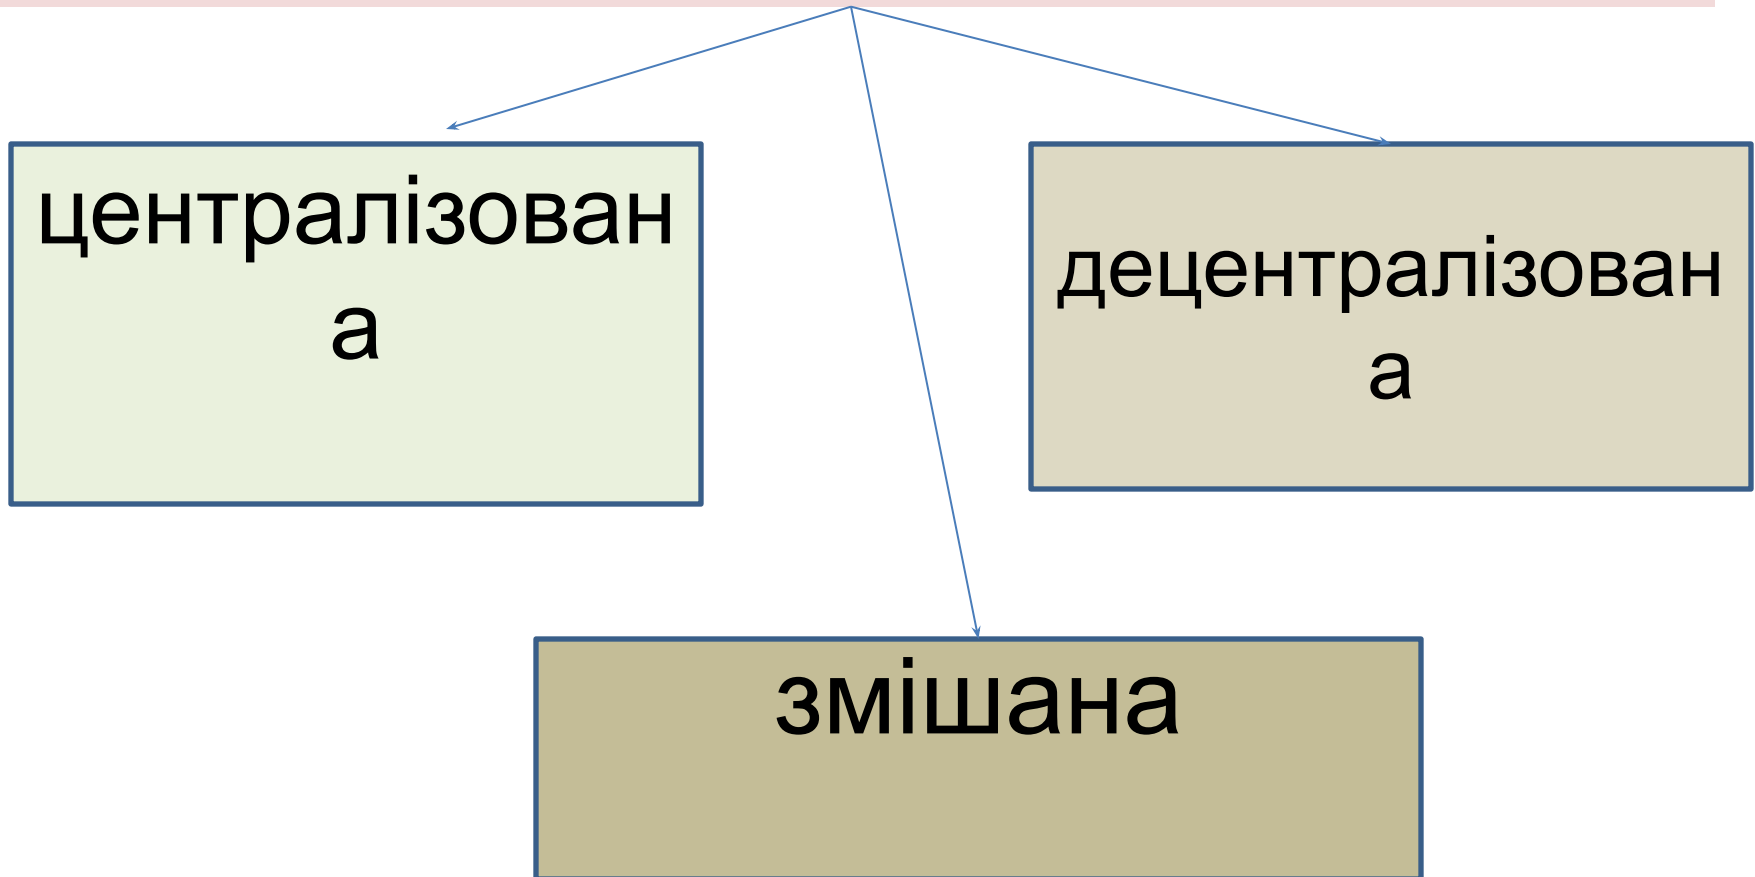 централізован
а
децентралізован
а
змішана